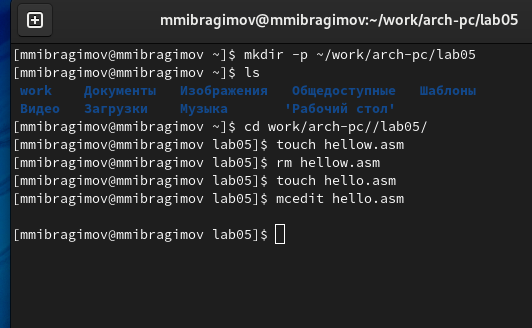 mmibragimov@mmibragimov:~/work/arch-pc/lab05
[mmibragimov@mmibragimov ~]$ mkdir -p ~/work/arch-pc/lab05
[mmibragimov@mmibragimov ~]$ ls
work Документы Изображения Общедоступные Шаблоны
Видео Загрузки Музыка 'Рабочий стол'
[mmibragimov@mmibragimov ~]$ cd work/arch-pc//lab05/
[mmibragimov@mmibragimov lab05]$ touch hellow.asm
[mmibragimov@mmibragimov lab05]$ rm hellow.asm
[mmibragimov@mmibragimov lab05]$ touch hello.asm
[mmibragimov@mmibragimov lab05]$ mcedit hello.asm
[mmibragimov@mmibragimov lab05]$